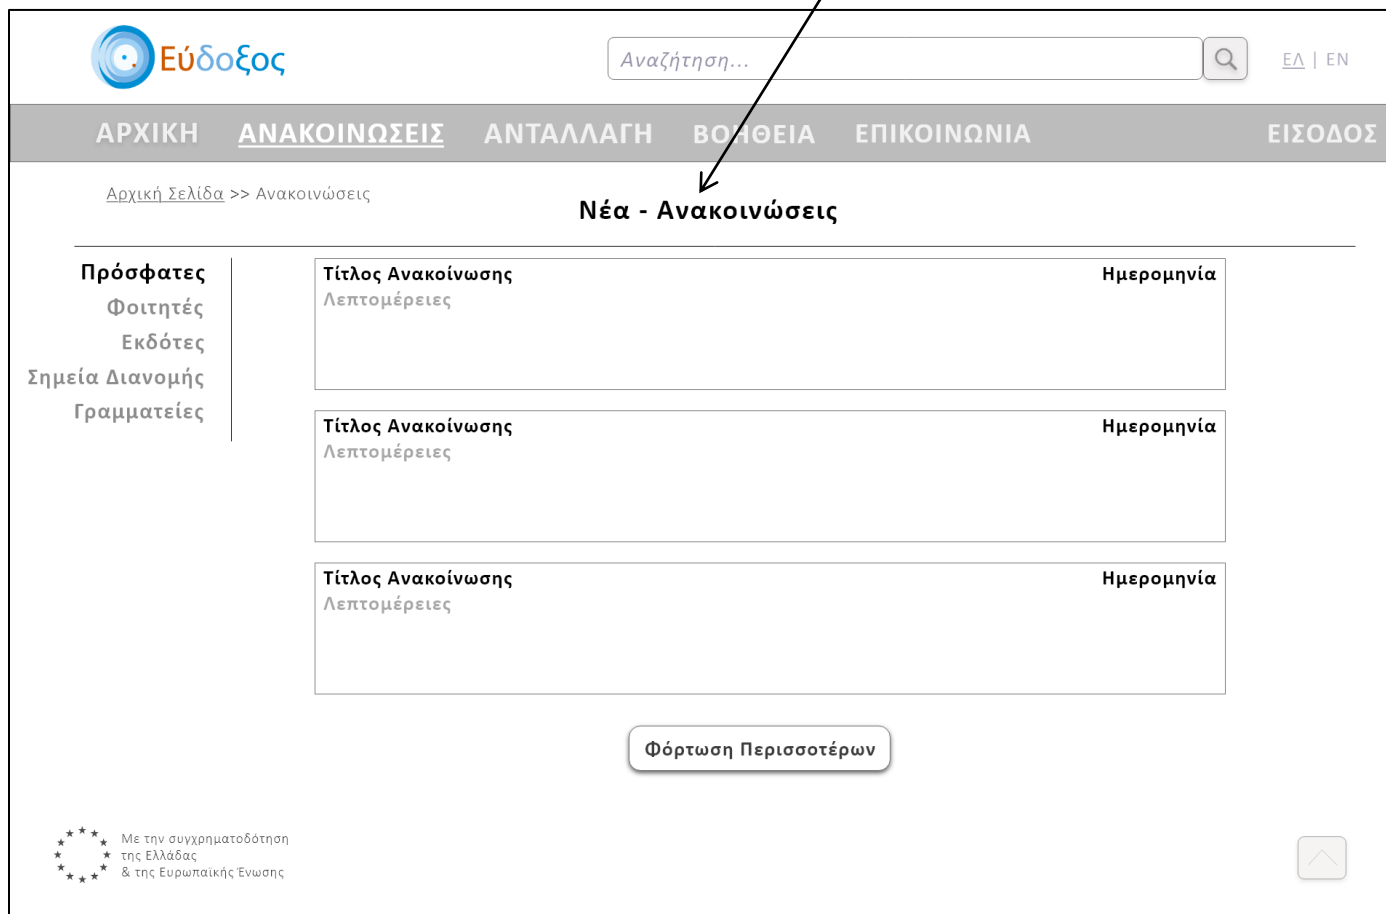 Εύδοξος
Αναζήτηση...
ΕΛ | EN
ΑΡΧΙΚΗ ΑΝΑΚΟΙΝΩΣΕΙΣ ΑΝΤΑΛΛΑΓΗ ΒΟΗΘΕΙΑ ΕΠΙΚΟΙΝΩΝΙΑ ΕΙΣΟΔΟΣ
Αρχική Σελίδα >> Ανακοινώσεις
Νέα - Ανακοινώσεις
Πρόσφατες
Φοιτητές
Εκδότες
Σημεία Διανομής
Γραμματείες
Τίτλος Ανακοίνωσης Ημερομηνία
Λεπτομέρειες
Τίτλος Ανακοίνωσης Ημερομηνία
Λεπτομέρειες
Τίτλος Ανακοίνωσης Ημερομηνία
Λεπτομέρειες
Φόρτωση Περισσοτέρων
Με την συγχρηματοδότηση
της Ελλάδας
& της Ευρωπαϊκής Ένωσης